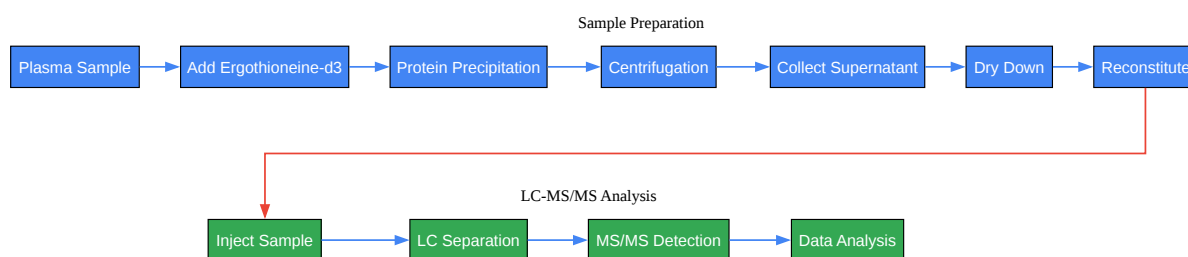 Sample Preparation
Plasma Sample
Add Ergothioneine-d3
Protein Precipitation
Centrifugation
Collect Supernatant
Dry Down
Reconstitute
LC-MS/MS Analysis
Inject Sample
LC Separation
MS/MS Detection
Data Analysis